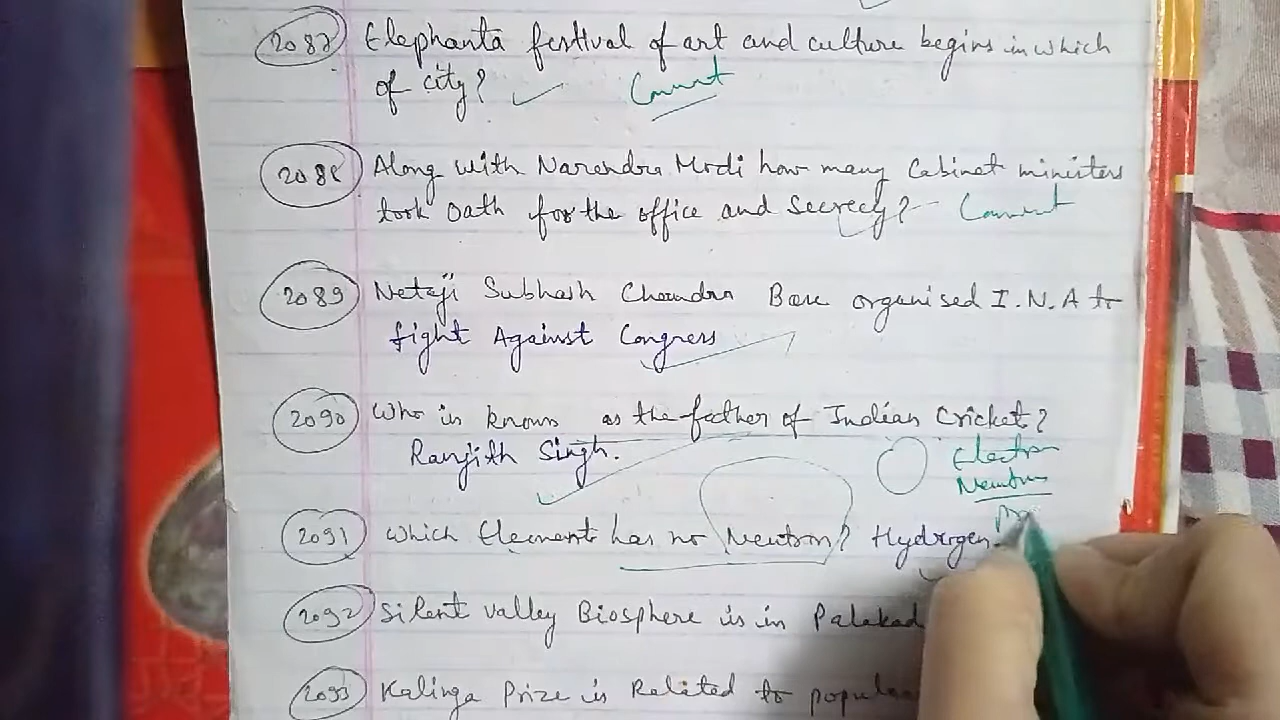 2087 Elephanta festival of art and culture begins in which
of city? Comment
2088 Along with Narendra Modi how many Cabinet ministers
took oath for the office and secrecy? - Comment
2089 Netaji Subhash Chandra Bose organised I.N.A to
fight Against Congress
2090 Who is known as the father of Indian Cricket?
Ranjith Singh.
Electron
Neutron
2091 Which Element has no Neutron? Hydrogen.
2092 Silent valley Biosphere is in Palakad
2093 Kalinga Prize is Related to